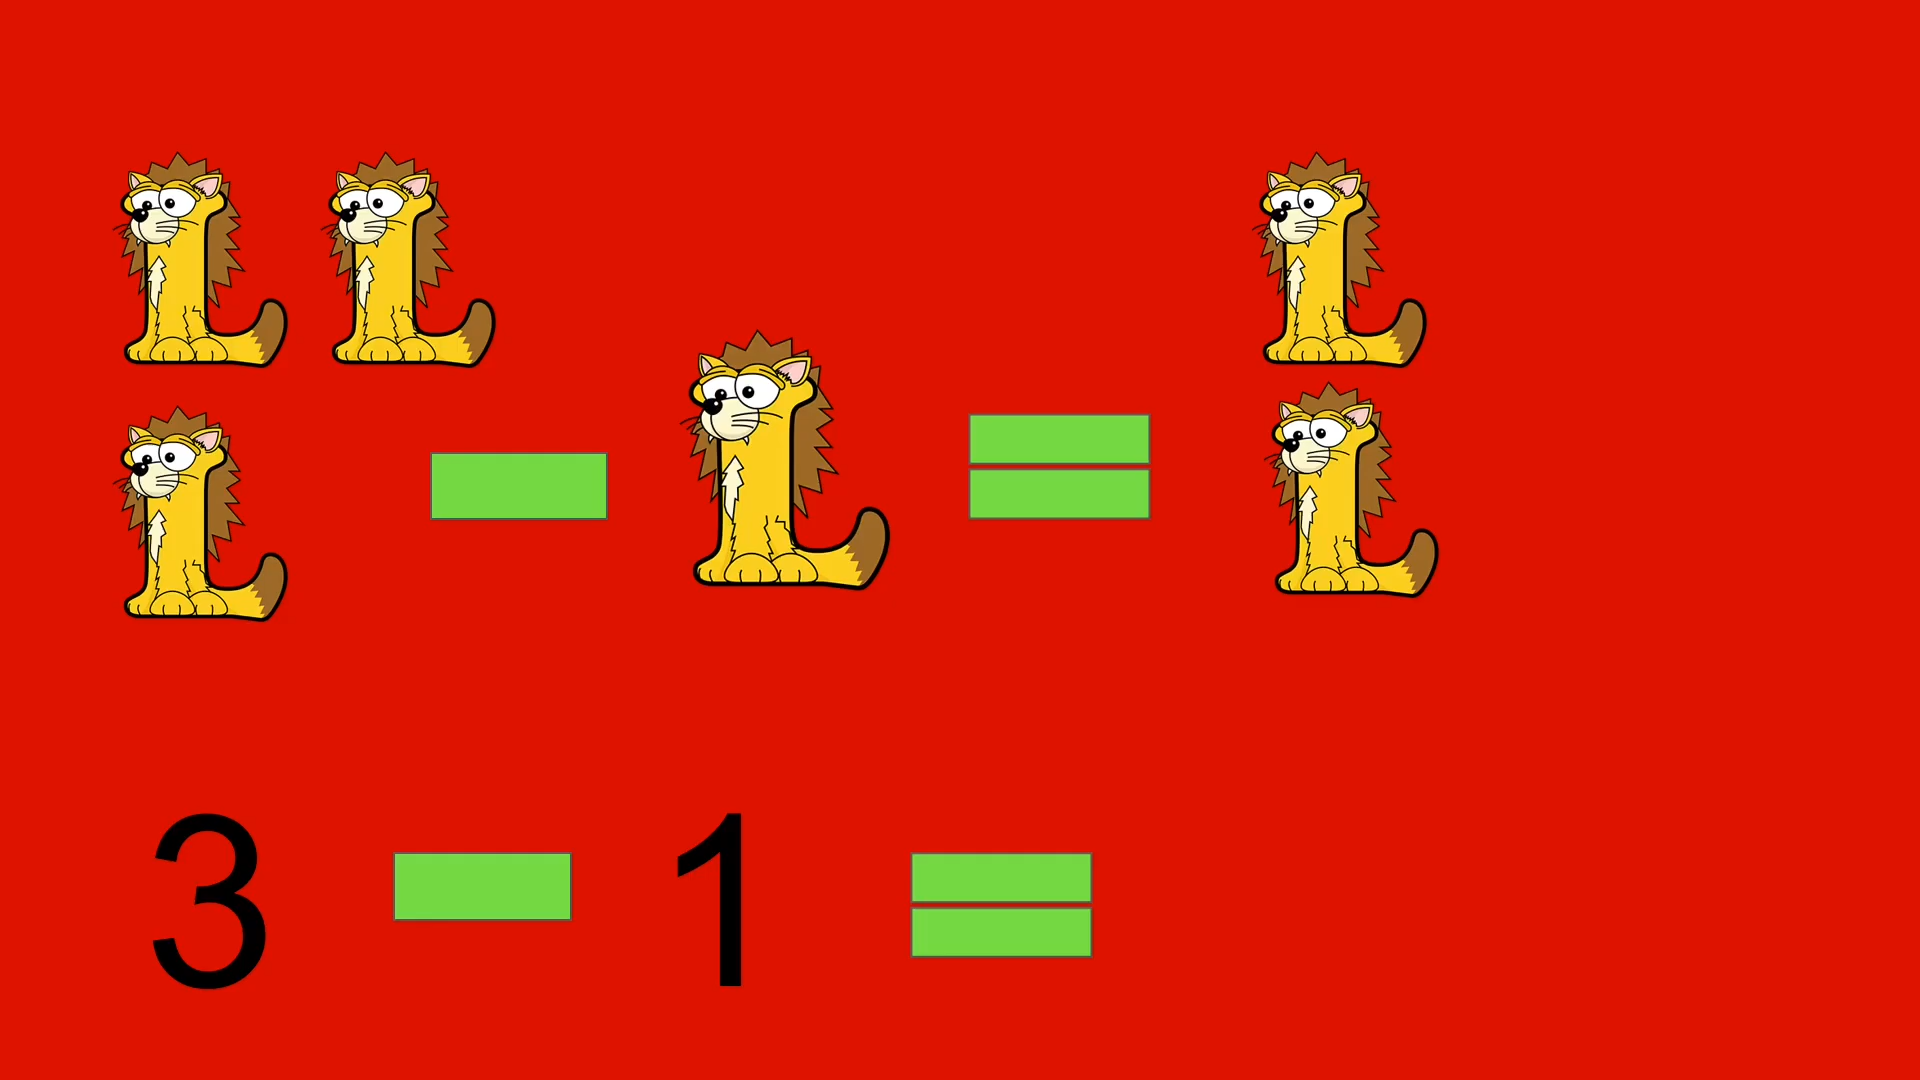 3 - 1 =